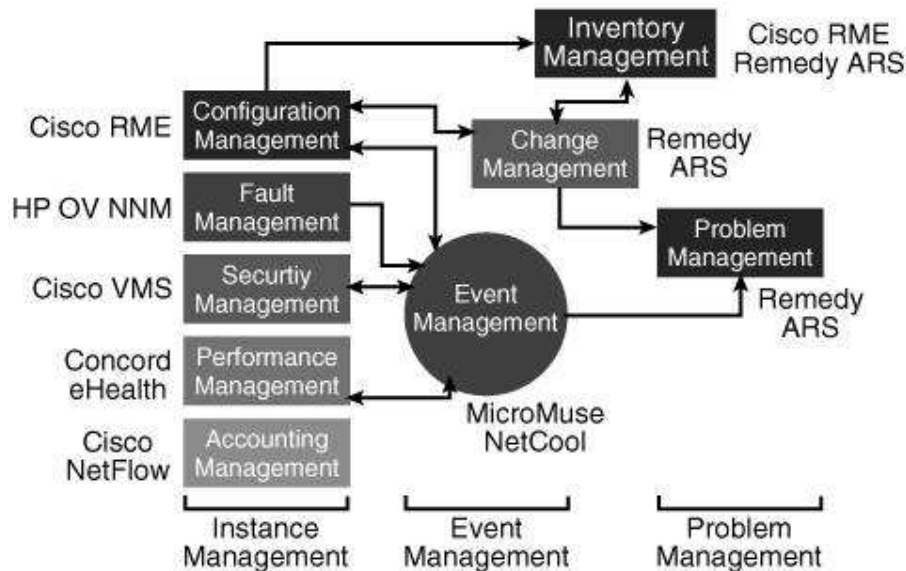 Inventory
Management
Cisco RME
Remedy ARS
Cisco RME
Configuration
Management
Change
Management
Remedy
ARS
HP OV NNM
Fault
Management
Problem
Management
Cisco VMS
Securtiy
Management
Event
Management
Remedy
ARS
Concord
eHealth
Performance
Management
MicroMuse
NetCool
Cisco
NetFlow
Accounting
Management
Instance
Management
Event
Management
Problem
Management